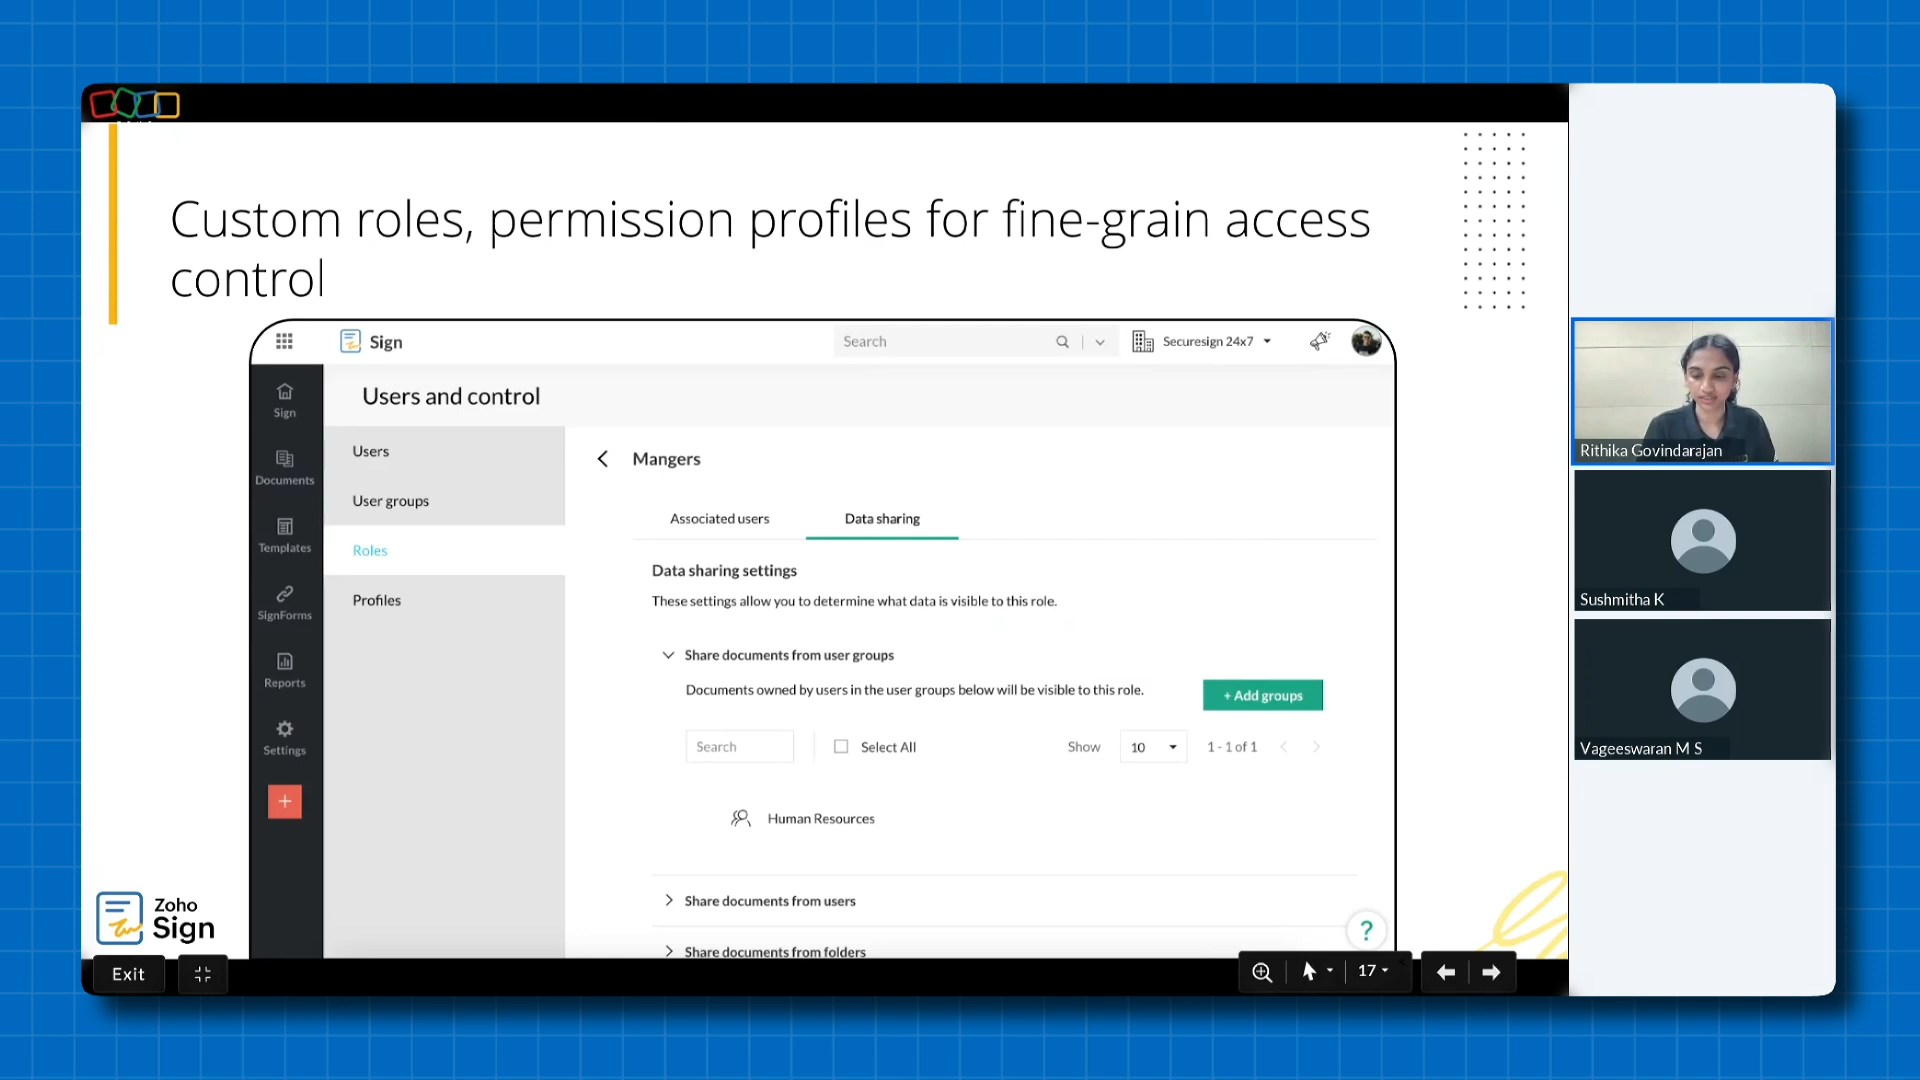 Custom roles, permission profiles for fine-grain access
control
Sign
Search
Securesign 24x7
Users and control
Sign
Documents
Templates
SignForms
Reports
Settings
+
Users
User groups
Roles
Profiles
Mangers
Associated users
Data sharing
Data sharing settings
These settings allow you to determine what data is visible to this role.
Share documents from user groups
Documents owned by users in the user groups below will be visible to this role.
+ Add groups
Search
Select All
Show
10
1 - 1 of 1
Human Resources
Share documents from users
Share documents from folders
?
Zoho
Sign
Exit
17
Rithika Govindarajan
Sushmitha K
Vageeswaran M S